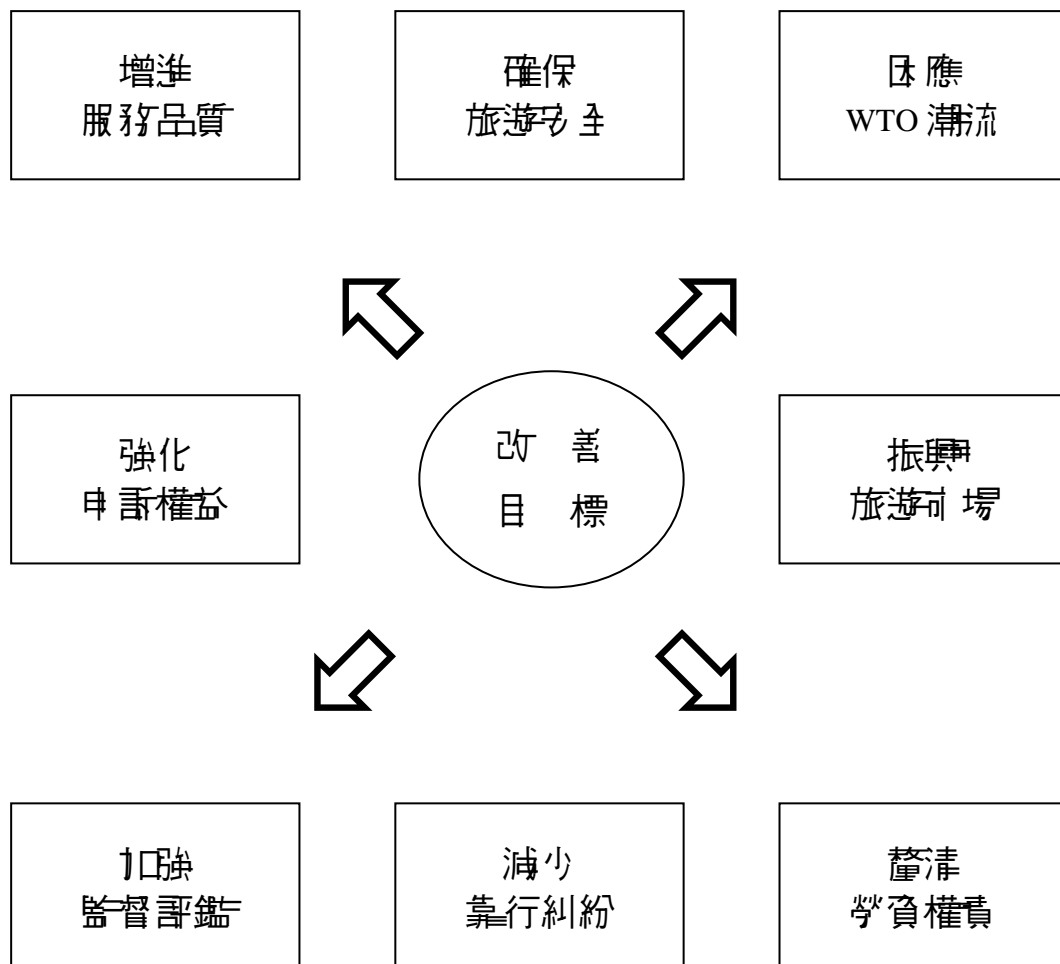 增進
服務品質
確保
旅遊安全
因應
WTO 潮流
強化
申訴權益
改 善
目 標
振興
旅遊市場
加強
監督評鑑
減少
靠行糾紛
釐清
勞資權責